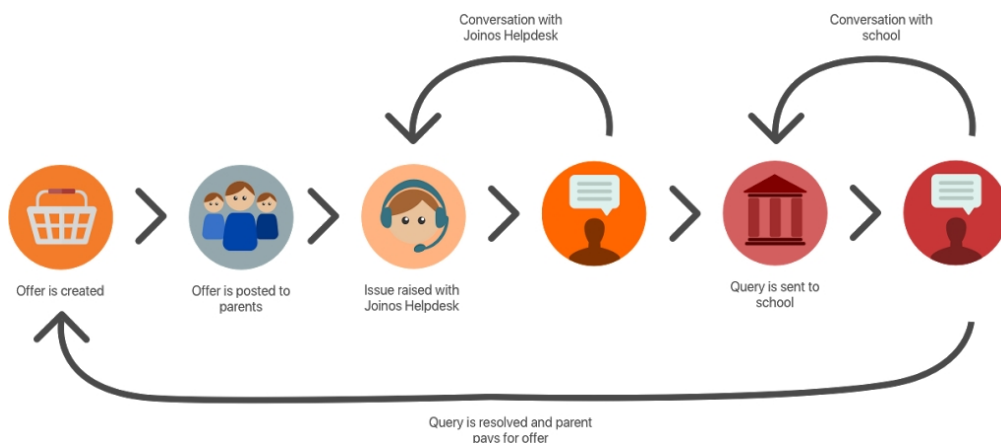 Conversation with
Joinos Helpdesk
Conversation with
school
Offer is created
Offer is posted to
parents
Issue raised with
Joinos Helpdesk
Query is sent to
school
Query is resolved and parent
pays for offer